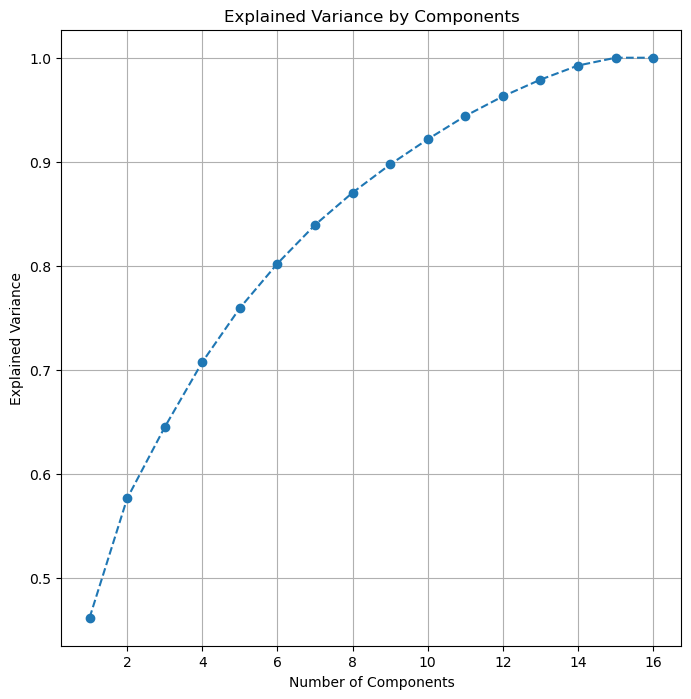 Explained Variance by Components
1.0
0.9
0.8
0.7
0.6
0.5
Explained Variance
2 4 6 8 10 12 14 16
Number of Components